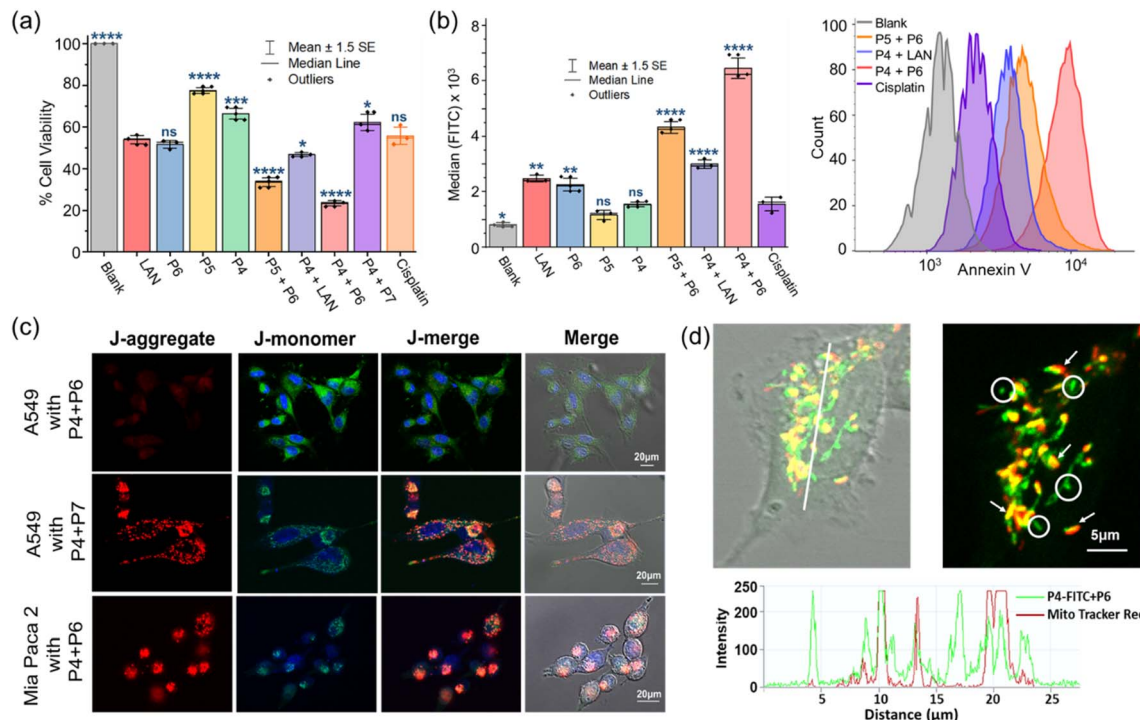 (a)
% Cell Viability
100
80
60
40
20
0
Mean ± 1.5 SE
Median Line
Outliers
****
ns
****
***
****
*
****
*
ns
Blank
LAN
P6
P5
P4
P5 + P6
P4 + LAN
P4 + P6
P4 + P7
Cisplatin
(b)
Median (FITC) x 10³
8
6
4
2
0
Mean ± 1.5 SE
Median Line
Outliers
*
**
**
ns
ns
****
****
****
Blank
LAN
P6
P5
P4
P5 + P6
P4 + LAN
P4 + P6
Cisplatin
Blank
P5 + P6
P4 + LAN
P4 + P6
Cisplatin
Count
100
80
60
40
20
0
10³
10⁴
Annexin V
(c)
J-aggregate
J-monomer
J-merge
Merge
A549
with
P4+P6
20μm
A549
with
P4+P7
20μm
Mia Paca 2
with
P4+P6
20μm
(d)
5μm
P4-FITC+P6
Mito Tracker Red
Intensity
250
200
150
100
50
0
5
10
15
20
25
Distance (μm)